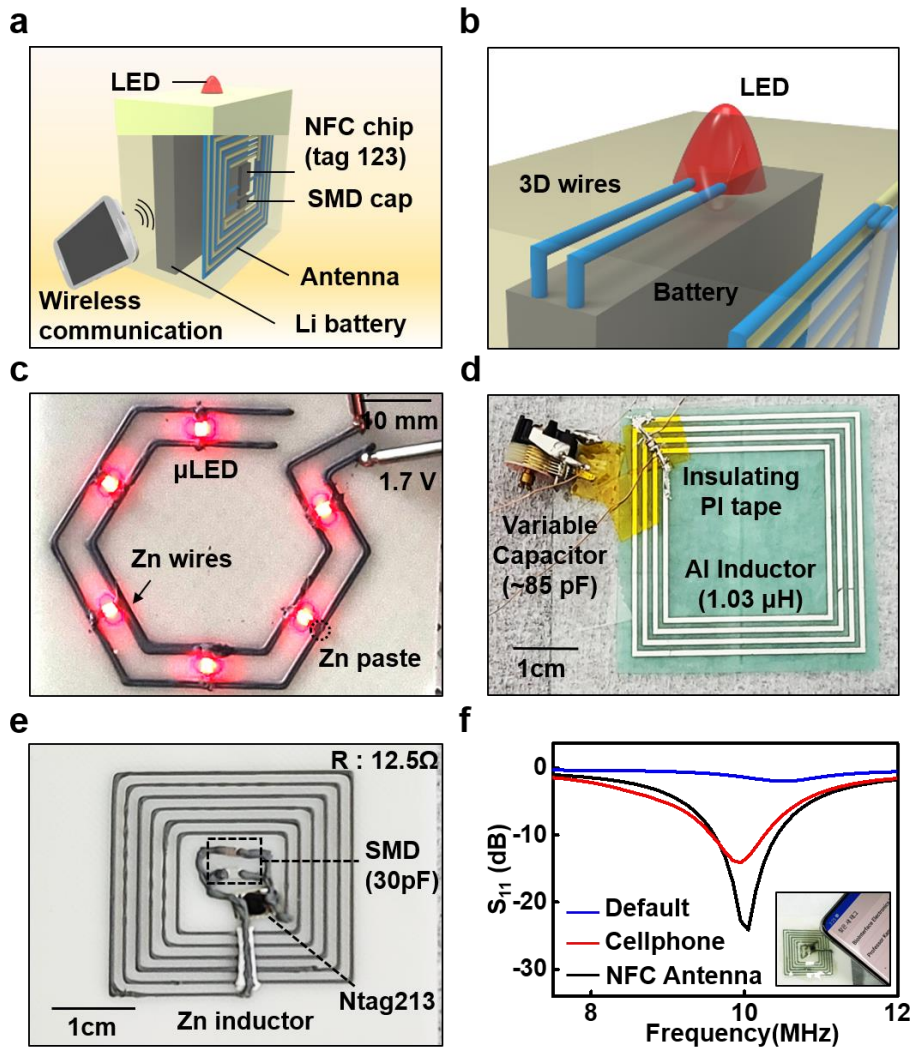 a
LED
NFC chip
(tag 123)
SMD cap
Antenna
Li battery
Wireless
communication
b
LED
3D wires
Battery
c
10 mm
1.7 V
µLED
Zn wires
Zn paste
d
Insulating
PI tape
Variable
Capacitor
(~85 pF)
Al Inductor
(1.03 µH)
1cm
e
R : 12.5Ω
SMD
(30pF)
Ntag213
1cm
Zn inductor
f
S11 (dB)
0
-10
-20
-30
Default
Cellphone
NFC Antenna
Biointerface Electronics
Professor
8
10
12
Frequency(MHz)